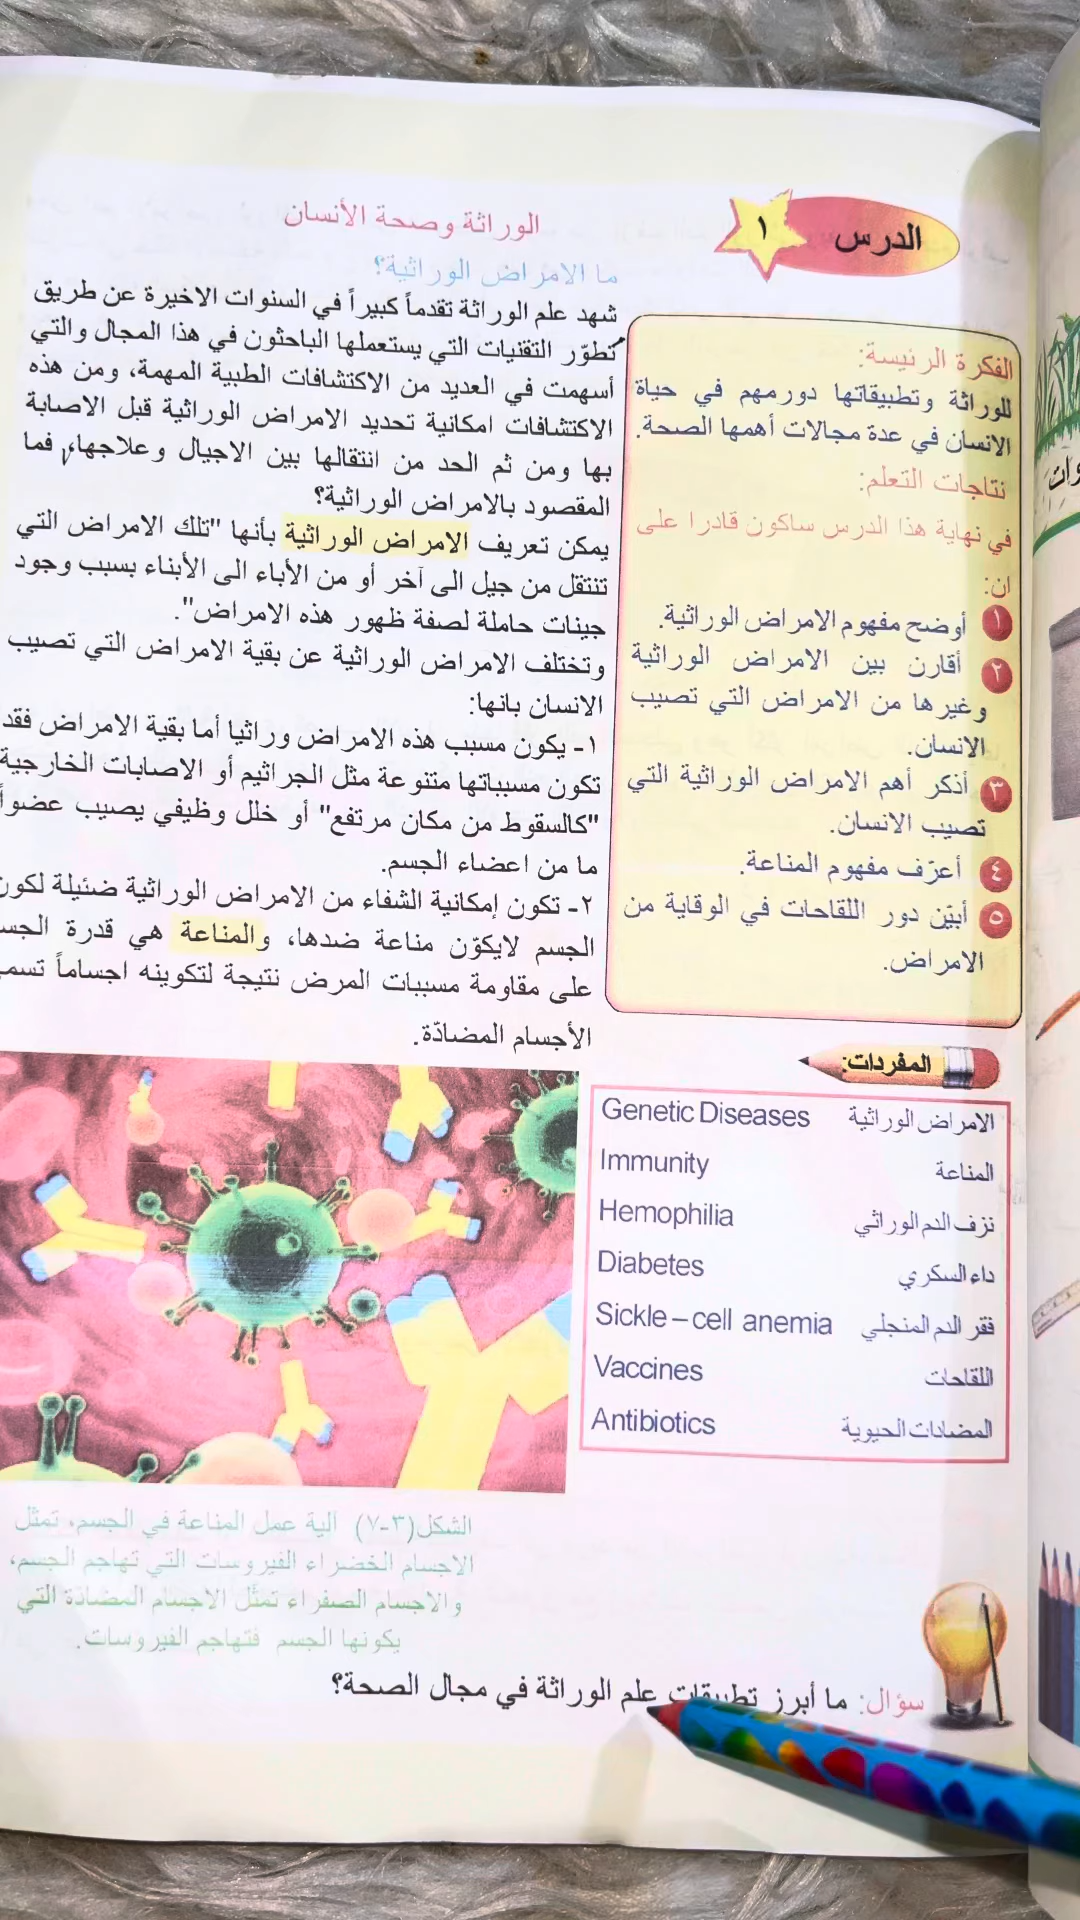 الدرس ١
الفكرة الرئيسة:
للوراثة وتطبيقاتها دورمهم في حياة
الانسان في عدة مجالات أهمها الصحة.
نتاجات التعلم:
في نهاية هذا الدرس ساكون قادرا على
ان:
١ أوضح مفهوم الامراض الوراثية.
٢ أقارن بين الامراض الوراثية
وغيرها من الامراض التي تصيب
الانسان.
٣ أذكر أهم الامراض الوراثية التي
تصيب الانسان.
٤ أعرّف مفهوم المناعة.
٥ أبيّن دور اللقاحات في الوقاية من
الامراض.
المفردات:
الامراض الوراثية Genetic Diseases
المناعة Immunity
نزف الدم الوراثي Hemophilia
داء السكري Diabetes
فقر الدم المنجلي Sickle – cell anemia
اللقاحات Vaccines
المضادات الحيوية Antibiotics
الوراثة وصحة الأنسان
ما الامراض الوراثية؟
شهد علم الوراثة تقدماً كبيراً في السنوات الاخيرة عن طريق
تطوّر التقنيات التي يستعملها الباحثون في هذا المجال والتي
أسهمت في العديد من الاكتشافات الطبية المهمة، ومن هذه
الاكتشافات امكانية تحديد الامراض الوراثية قبل الاصابة
بها ومن ثم الحد من انتقالها بين الاجيال وعلاجها، فما
المقصود بالامراض الوراثية؟
يمكن تعريف الامراض الوراثية بأنها "تلك الامراض التي
تنتقل من جيل الى آخر أو من الأباء الى الأبناء بسبب وجود
جينات حاملة لصفة ظهور هذه الامراض".
وتختلف الامراض الوراثية عن بقية الامراض التي تصيب
الانسان بانها:
١- يكون مسبب هذه الامراض وراثيا أما بقية الامراض فقد
تكون مسبباتها متنوعة مثل الجراثيم أو الاصابات الخارجية
"كالسقوط من مكان مرتفع" أو خلل وظيفي يصيب عضواً
ما من اعضاء الجسم.
٢- تكون إمكانية الشفاء من الامراض الوراثية ضئيلة لكون
الجسم لايكوّن مناعة ضدها، والمناعة هي قدرة
على مقاومة مسببات المرض نتيجة لتكوينه اجساماً
الأجسام المضادّة.
الشكل(٣-٧) الية عمل المناعة في الجسم، تمثل
الاجسام الخضراء الفيروسات التي تهاجم الجسم،
والاجسام الصفراء تمثّل الاجسام المضادّة التي
يكونها الجسم فتهاجم الفيروسات.
سؤال: ما أبرز تطبيقات علم الوراثة في مجال الصحة؟